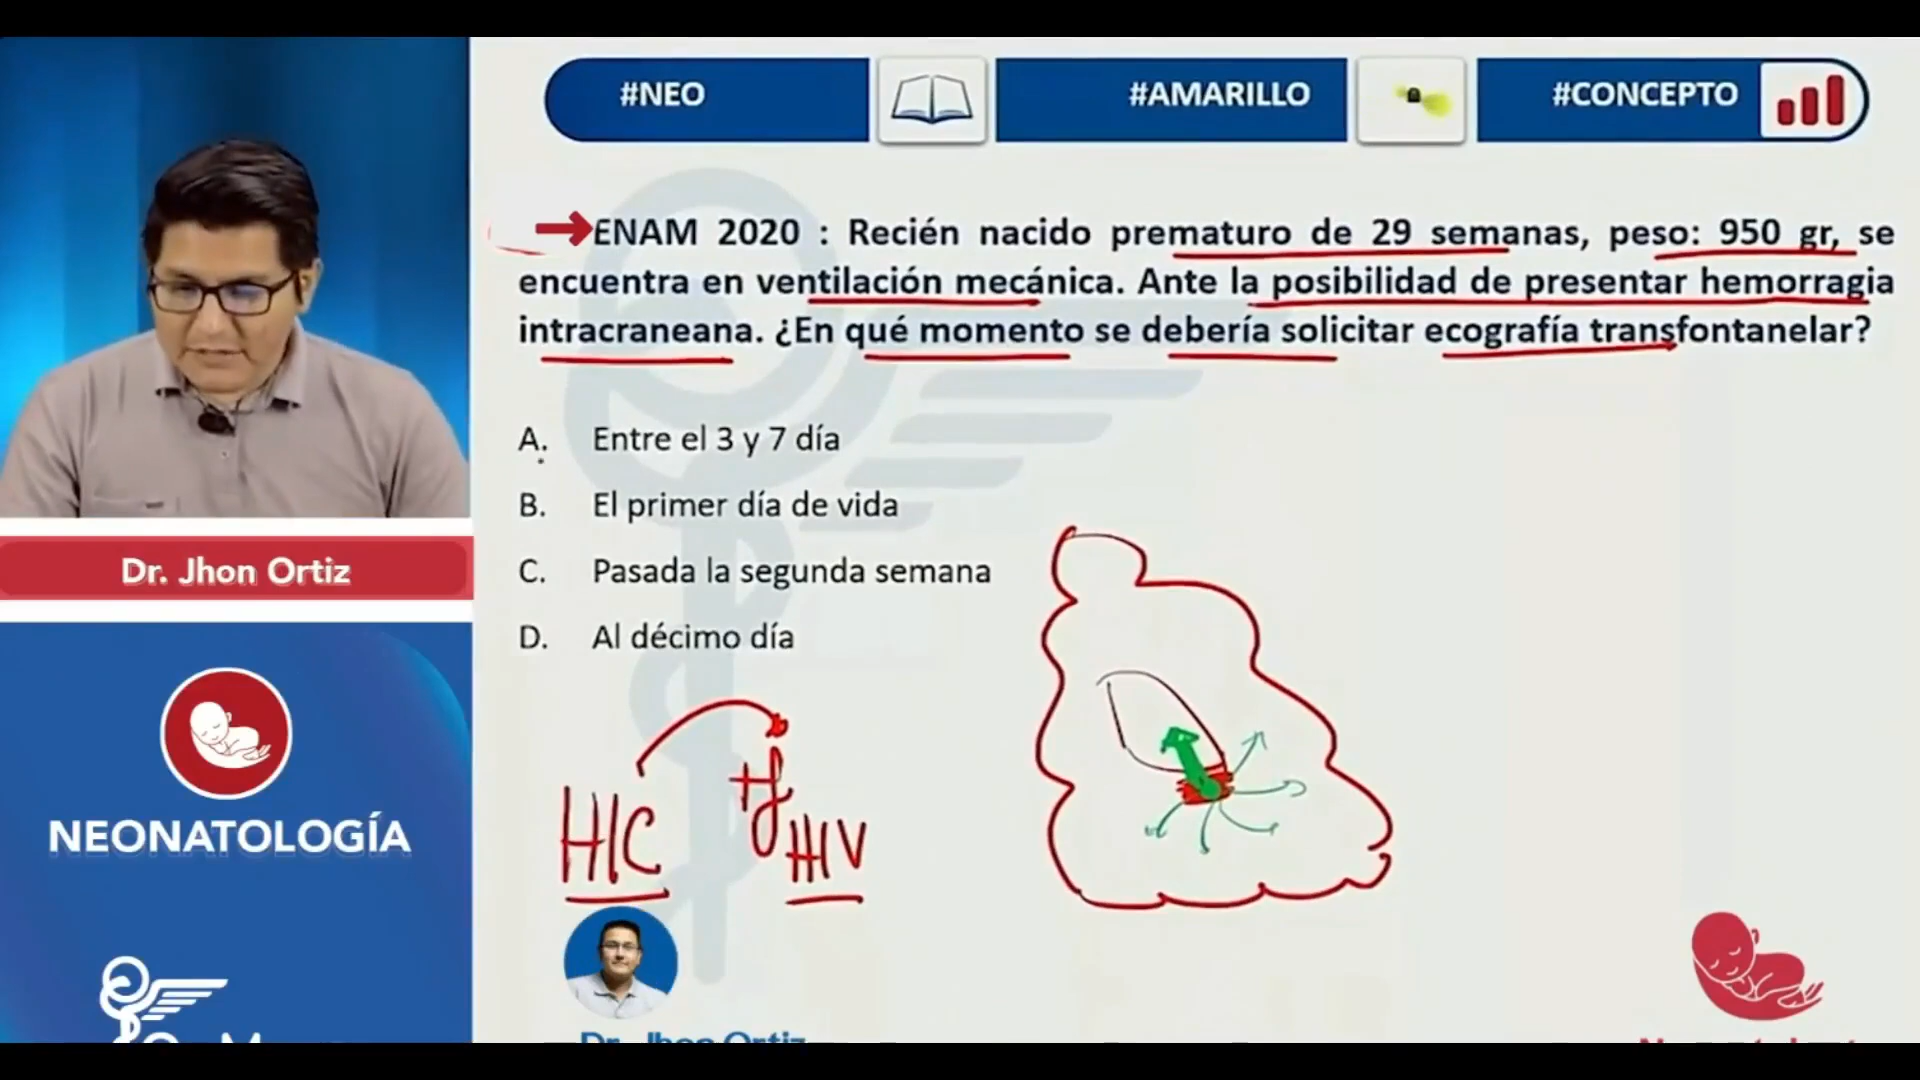 #NEO
#AMARILLO
#CONCEPTO
ENAM 2020 : Recién nacido prematuro de 29 semanas, peso: 950 gr, se
encuentra en ventilación mecánica. Ante la posibilidad de presentar hemorragia
intracraneana. ¿En qué momento se debería solicitar ecografía transfontanelar?
A. Entre el 3 y 7 día
B. El primer día de vida
C. Pasada la segunda semana
D. Al décimo día
HIC
HIV
Dr. Jhon Ortiz
NEONATOLOGÍA
Dr. Jhon Ortiz